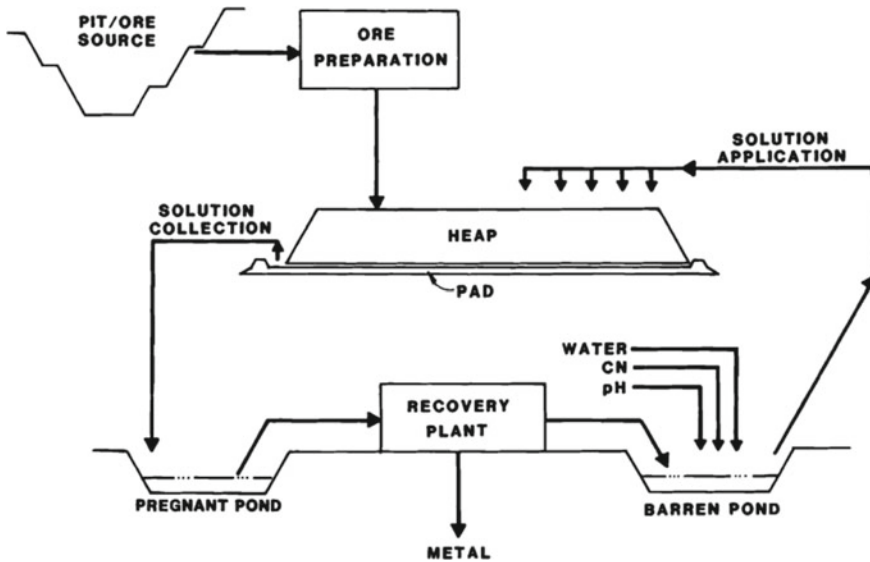 PIT/ORE
SOURCE
ORE
PREPARATION
SOLUTION
APPLICATION
SOLUTION
COLLECTION
HEAP
PAD
WATER
CN
pH
RECOVERY
PLANT
PREGNANT POND
BARREN POND
METAL